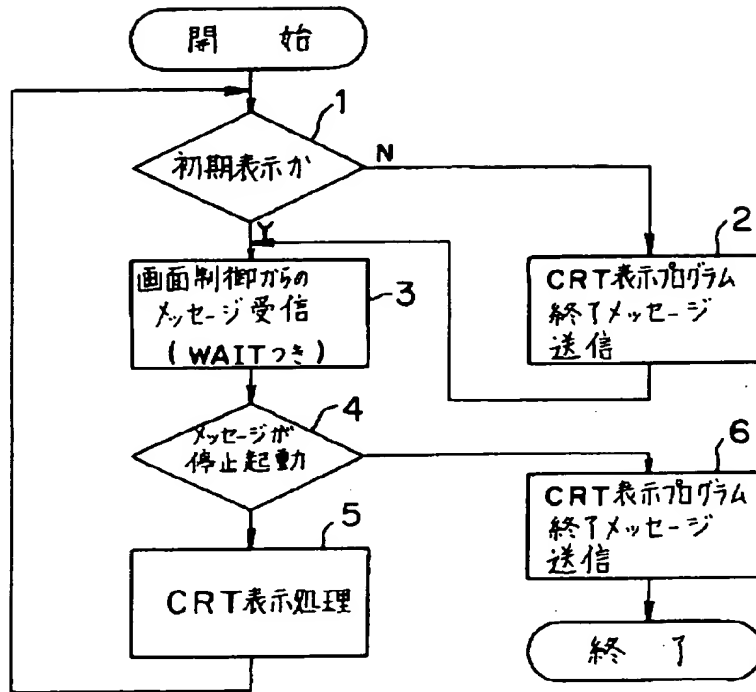 開 始
1
初期表示か
N
Y
2
CRT表示プログラム
終了メッセージ
送信
画面制御からの
メッセージ受信
(WAITつき)
3
4
メッセージが
停止起動
6
CRT表示プログラム
終了メッセージ
送信
5
CRT表示処理
終 了